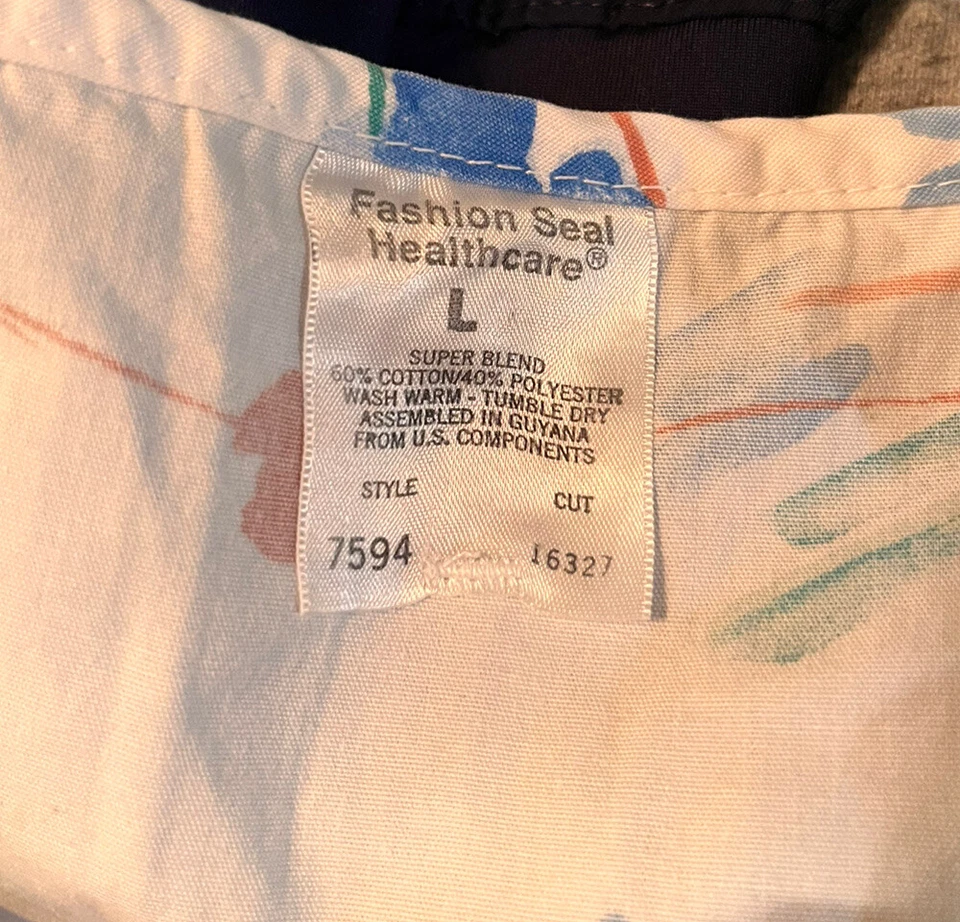 Fashion Seal
Healthcare®
L
SUPER BLEND
60% COTTON/40% POLYESTER
WASH WARM - TUMBLE DRY
ASSEMBLED IN GUYANA
FROM U.S. COMPONENTS
STYLE CUT
7594 16327